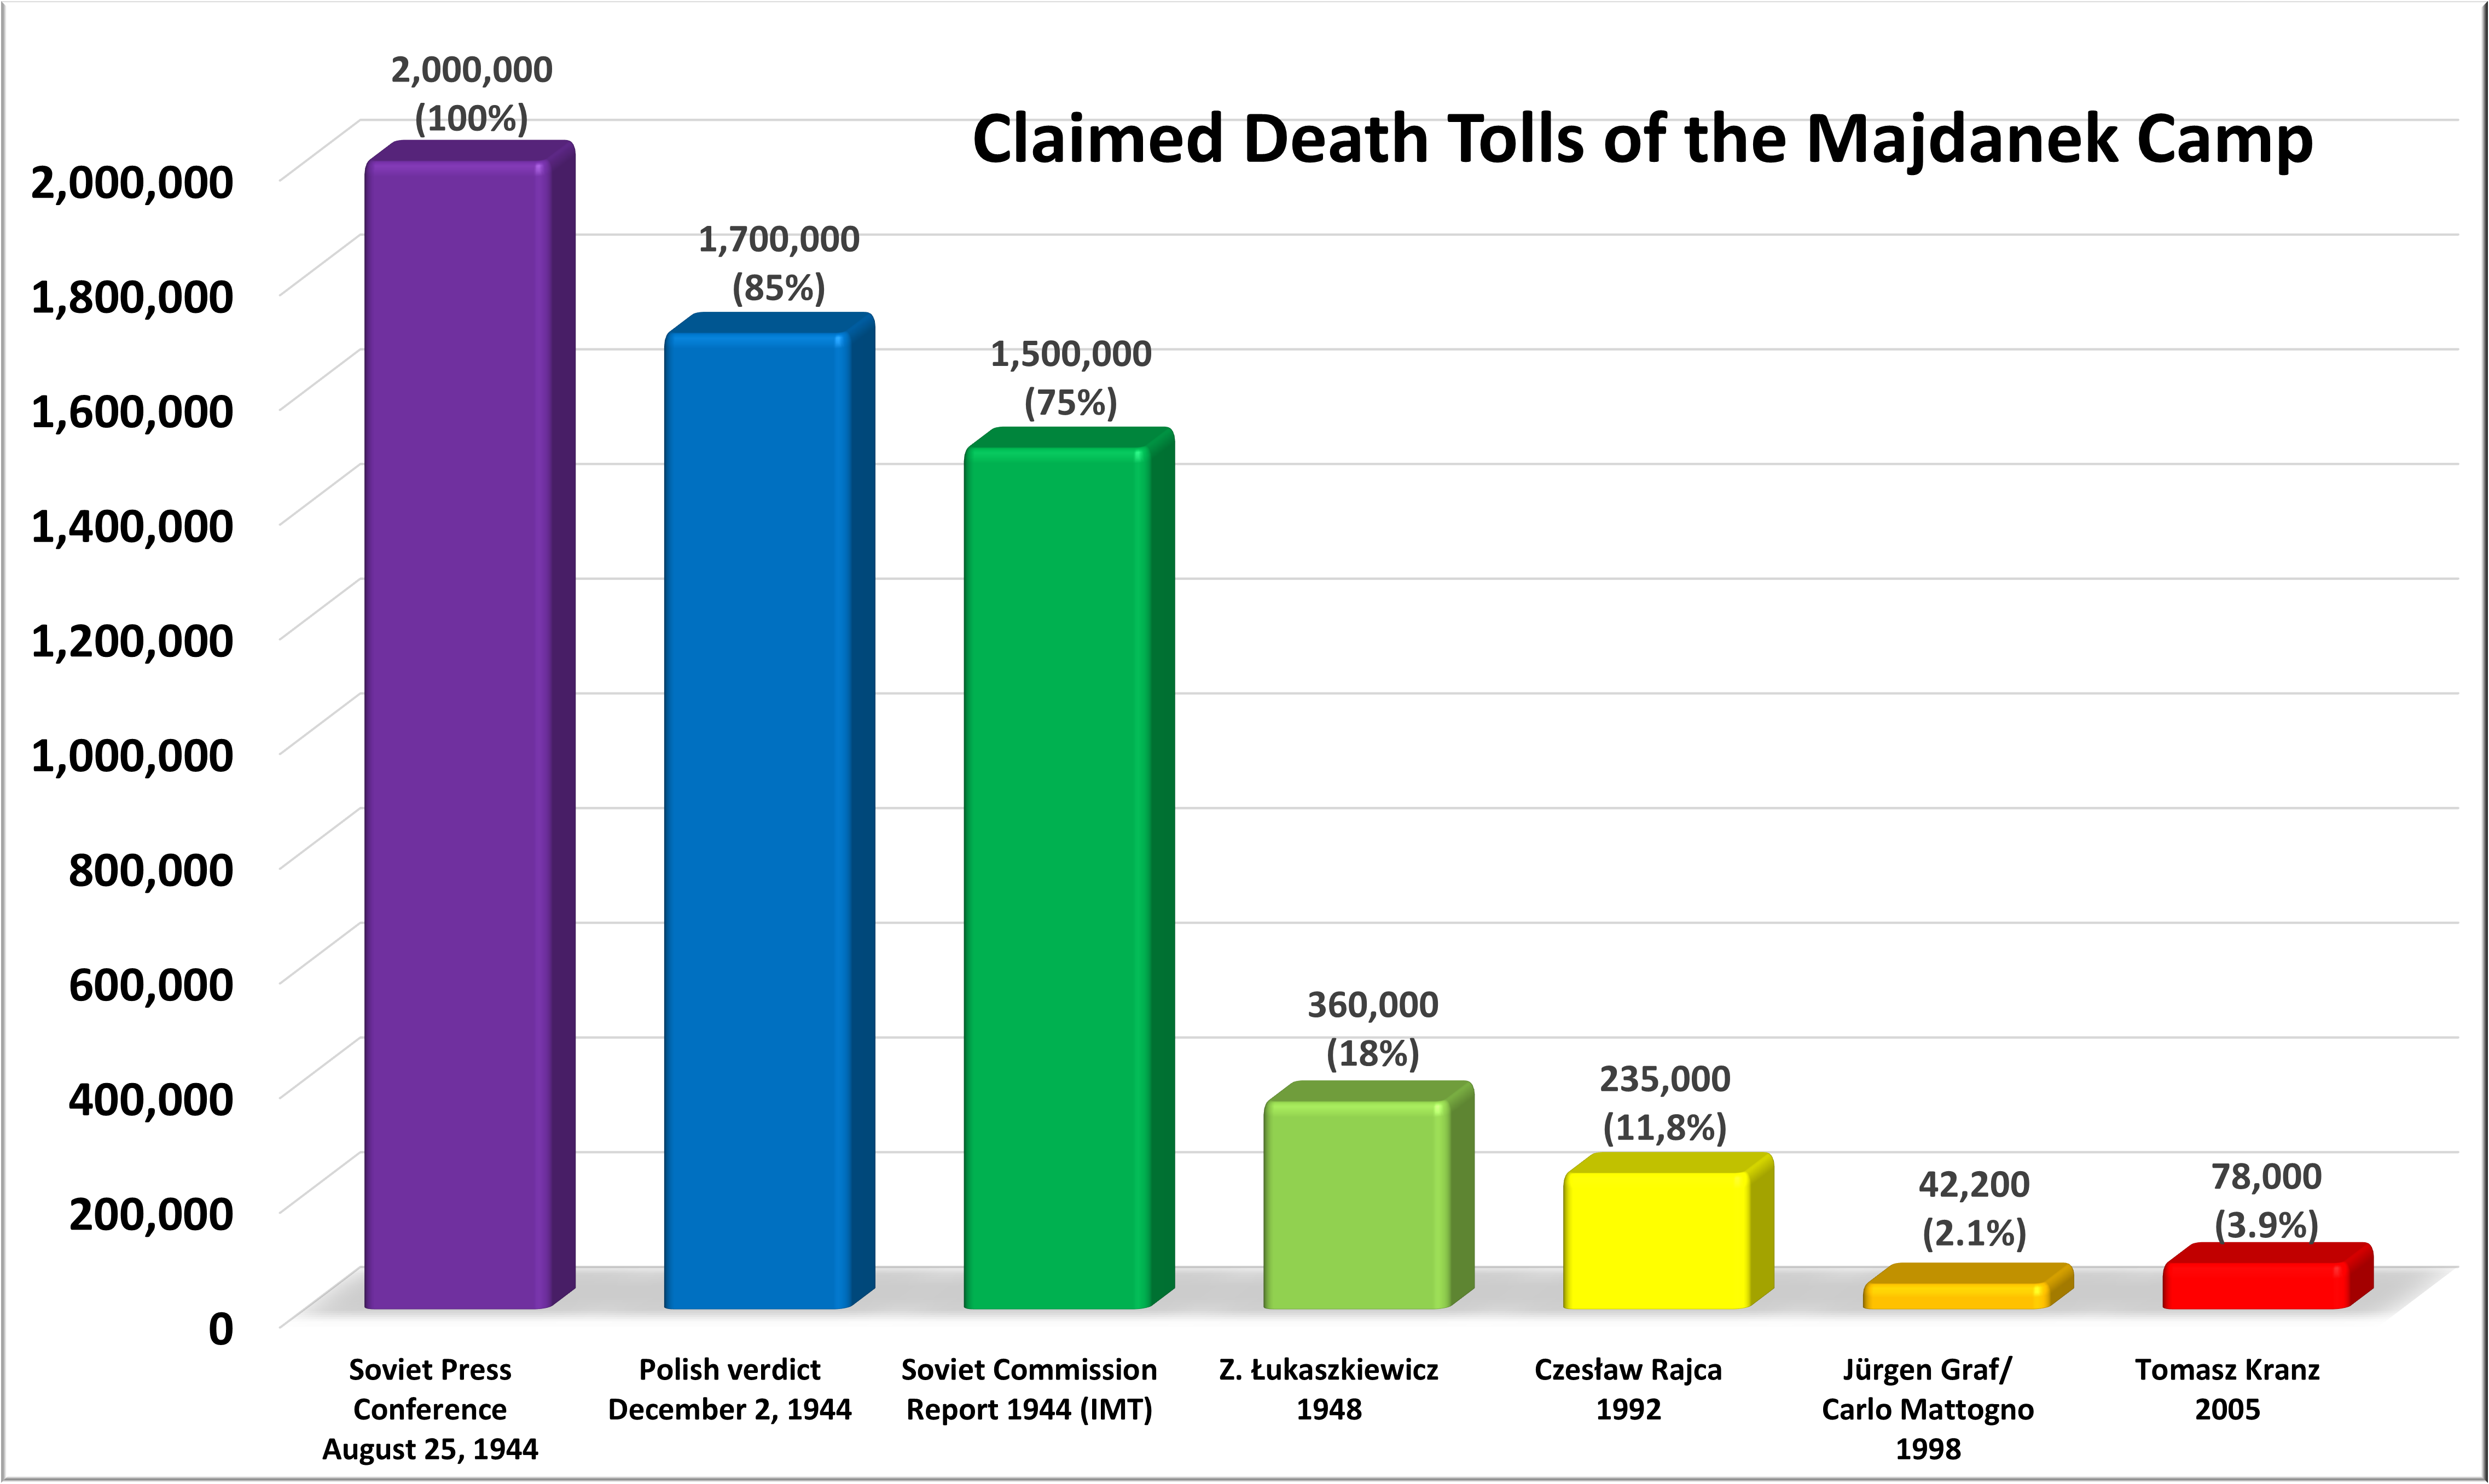 Claimed Death Tolls of the Majdanek Camp
2,000,000
1,800,000
1,600,000
1,400,000
1,200,000
1,000,000
800,000
600,000
400,000
200,000
0
2,000,000
(100%)
1,700,000
(85%)
1,500,000
(75%)
360,000
(18%)
235,000
(11,8%)
42,200
(2.1%)
78,000
(3.9%)
Soviet Press
Conference
August 25, 1944
Polish verdict
December 2, 1944
Soviet Commission
Report 1944 (IMT)
Z. Łukaszkiewicz
1948
Czesław Rajca
1992
Jürgen Graf/
Carlo Mattogno
1998
Tomasz Kranz
2005